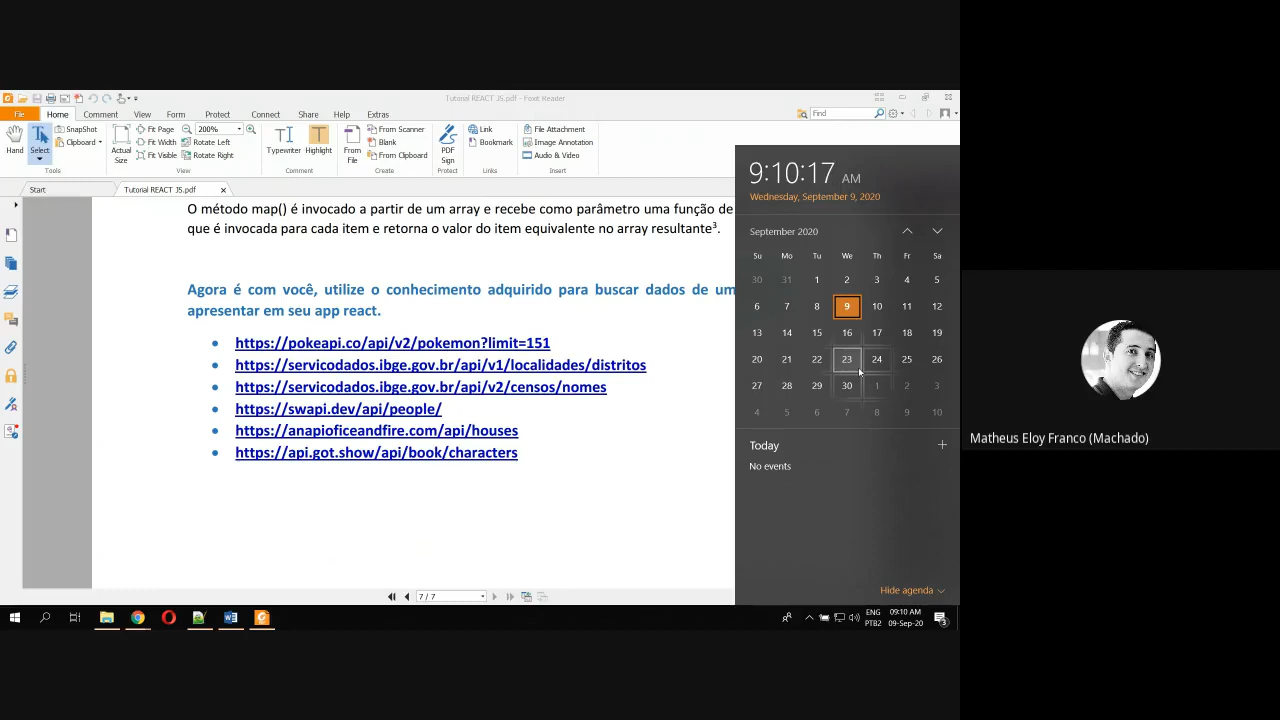 Tutorial REACT JS.pdf - Foxit Reader
File Home Comment View Form Protect Connect Share Help Extras
Find
Hand
Select
SnapShot
Clipboard
Actual Size
Fit Page
Fit Width
Fit Visible
200%
Rotate Left
Rotate Right
Typewriter
Highlight
From File
From Scanner
Blank
From Clipboard
PDF Sign
Link
Bookmark
File Attachment
Image Annotation
Audio & Video
Tools View Comment Create Protect Links Insert
Start
Tutorial REACT JS.pdf
O método map() é invocado a partir de um array e recebe como parâmetro uma função de
que é invocada para cada item e retorna o valor do item equivalente no array resultante³.
Agora é com você, utilize o conhecimento adquirido para buscar dados de um
apresentar em seu app react.
• https://pokeapi.co/api/v2/pokemon?limit=151
• https://servicodados.ibge.gov.br/api/v1/localidades/distritos
• https://servicodados.ibge.gov.br/api/v2/censos/nomes
• https://swapi.dev/api/people/
• https://anapioficeandfire.com/api/houses
• https://api.got.show/api/book/characters
7 / 7
9:10:17 AM
Wednesday, September 9, 2020
September 2020
Su Mo Tu We Th Fr Sa
30 31 1 2 3 4 5
6 7 8 9 10 11 12
13 14 15 16 17 18 19
20 21 22 23 24 25 26
27 28 29 30 1 2 3
4 5 6 7 8 9 10
Today
No events
Hide agenda
ENG
PTB2
09:10 AM
09-Sep-20
3
Matheus Eloy Franco (Machado)